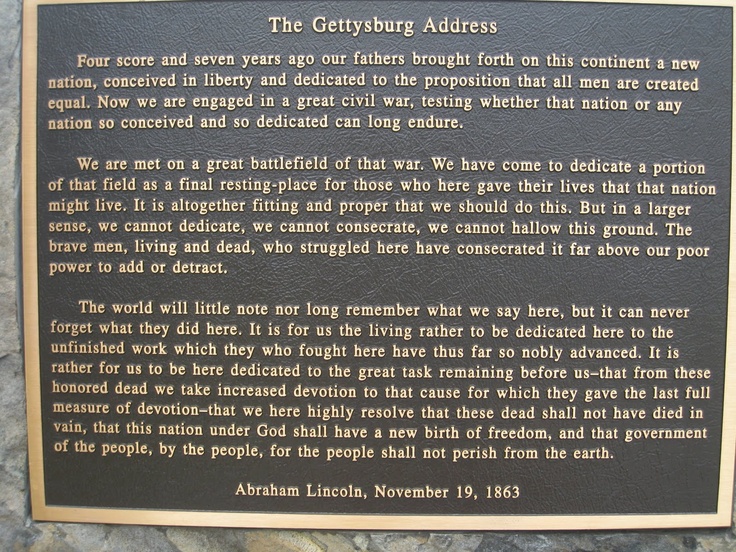 The Gettysburg Address
Four score and seven years ago our fathers brought forth on this continent a new
nation, conceived in liberty and dedicated to the proposition that all men are created
equal. Now we are engaged in a great civil war, testing whether that nation or any
nation so conceived and so dedicated can long endure.
We are met on a great battlefield of that war. We have come to dedicate a portion
of that field as a final resting-place for those who here gave their lives that that nation
might live. It is altogether fitting and proper that we should do this. But in a larger
sense, we cannot dedicate, we cannot consecrate, we cannot hallow this ground. The
brave men, living and dead, who struggled here have consecrated it far above our poor
power to add or detract.
The world will little note nor long remember what we say here, but it can never
forget what they did here. It is for us the living rather to be dedicated here to the
unfinished work which they who fought here have thus far so nobly advanced. It is
rather for us to be here dedicated to the great task remaining before us–that from these
honored dead we take increased devotion to that cause for which they gave the last full
measure of devotion–that we here highly resolve that these dead shall not have died in
vain, that this nation under God shall have a new birth of freedom, and that government
of the people, by the people, for the people shall not perish from the earth.
Abraham Lincoln, November 19, 1863